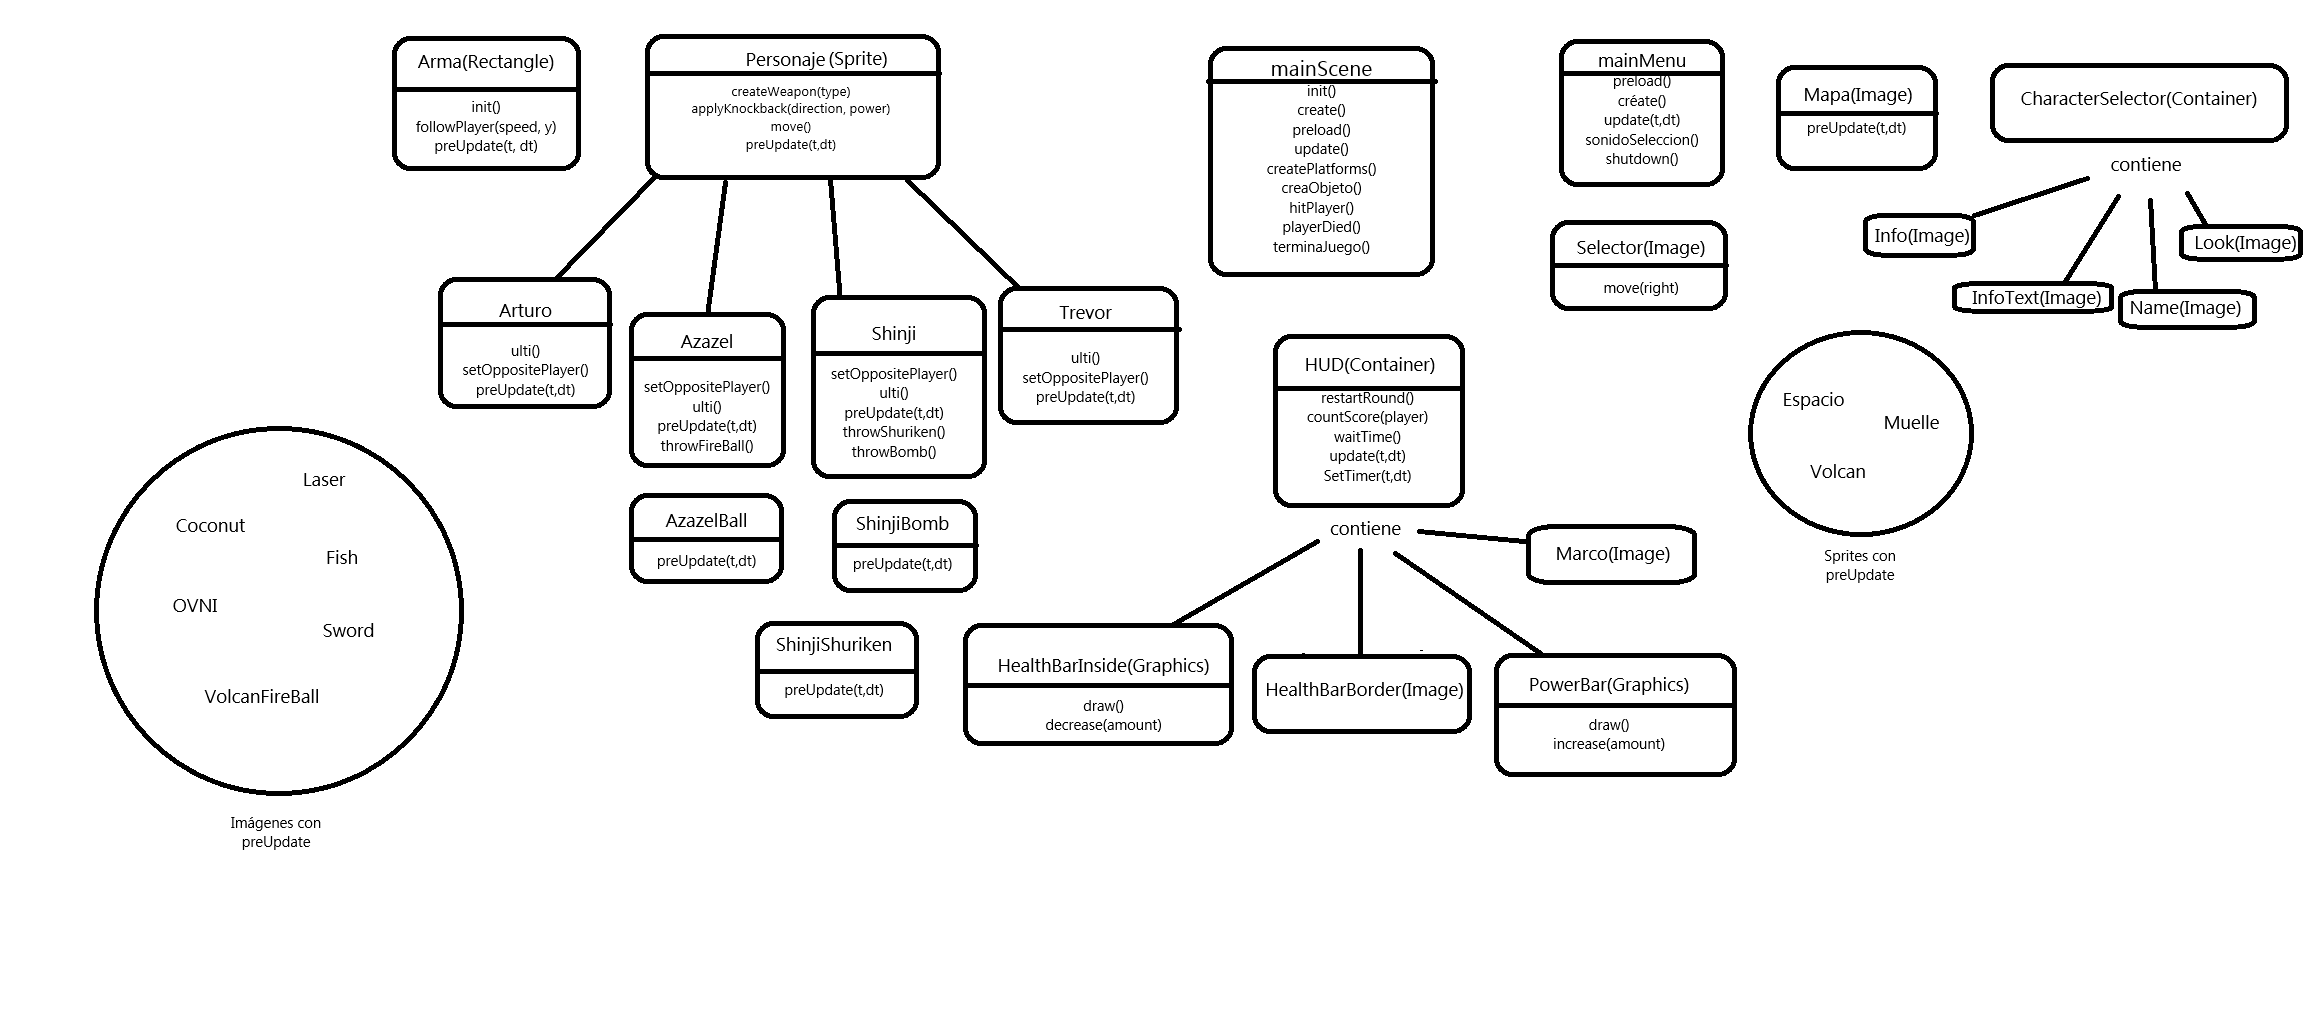 Arma(Rectangle)
init()
followPlayer(speed, y)
preUpdate(t, dt)
Personaje (Sprite)
createWeapon(type)
applyKnockback(direction, power)
move()
preUpdate(t,dt)
mainScene
init()
create()
preload()
update()
createPlatforms()
creaObjeto()
hitPlayer()
playerDied()
terminaJuego()
mainMenu
preload()
créate()
update(t,dt)
sonidoSeleccion()
shutdown()
Mapa(Image)
preUpdate(t,dt)
CharacterSelector(Container)
contiene
Info(Image)
InfoText(Image)
Name(Image)
Look(Image)
Selector(Image)
move(right)
Arturo
ulti()
setOppositePlayer()
preUpdate(t,dt)
Azazel
setOppositePlayer()
ulti()
preUpdate(t,dt)
throwFireBall()
Shinji
setOppositePlayer()
ulti()
preUpdate(t,dt)
throwShuriken()
throwBomb()
Trevor
ulti()
setOppositePlayer()
preUpdate(t,dt)
HUD(Container)
restartRound()
countScore(player)
waitTime()
update(t,dt)
SetTimer(t,dt)
contiene
Marco(Image)
HealthBarInside(Graphics)
draw()
decrease(amount)
HealthBarBorder(Image)
PowerBar(Graphics)
draw()
increase(amount)
Espacio
Muelle
Volcan
Sprites con
preUpdate
AzazelBall
preUpdate(t,dt)
ShinjiBomb
preUpdate(t,dt)
ShinjiShuriken
preUpdate(t,dt)
Laser
Coconut
Fish
OVNI
Sword
VolcanFireBall
Imágenes con
preUpdate